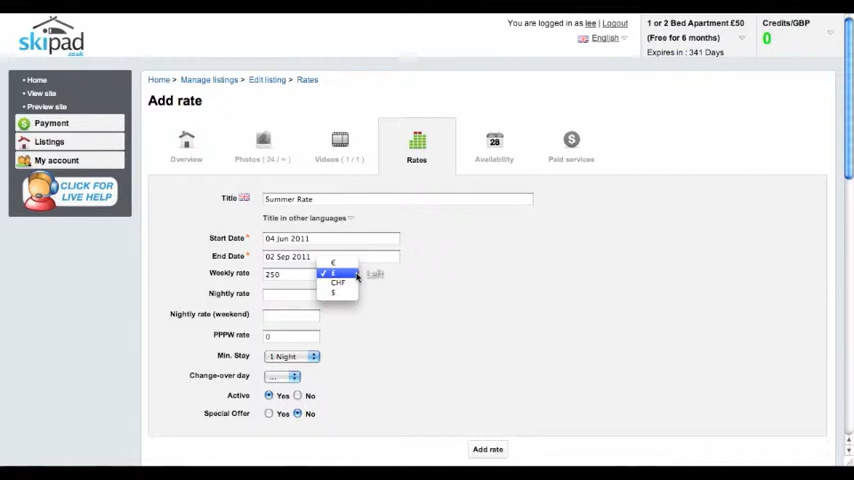 You are logged in as lee | Logout
English
1 or 2 Bed Apartment £50
(Free for 6 months)
Expires in : 341 Days
Credits/GBP
0
skipad
.co.uk
Home
View site
Preview site
Payment
Listings
My account
CLICK FOR
LIVE HELP
Home > Manage listings > Edit listing > Rates
Add rate
Overview
Photos ( 24 / ∞ )
Videos ( 1 / 1 )
Rates
28
Availability
Paid services
Title
Summer Rate
Title in other languages
Start Date *
04 Jun 2011
End Date *
02 Sep 2011
Weekly rate
250
€
✓ £
CHF
$
Left
Nightly rate
Nightly rate (weekend)
PPPW rate
0
Min. Stay
1 Night
Change-over day
...
Active
Yes No
Special Offer
Yes No
Add rate